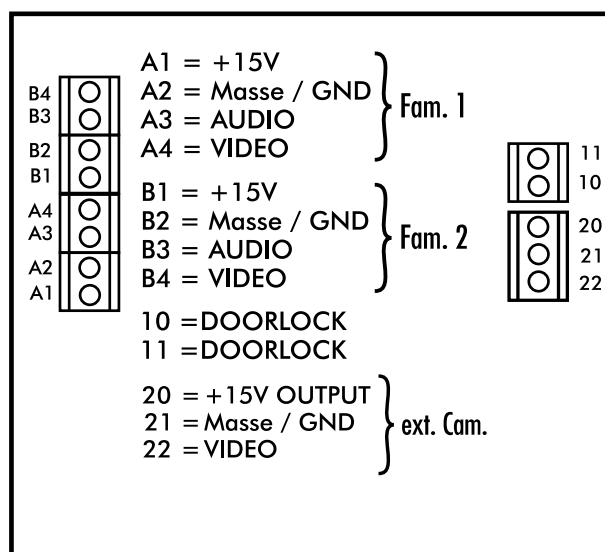 B4
B3
B2
B1
A4
A3
A2
A1
A1 = +15V
A2 = Masse / GND
A3 = AUDIO
A4 = VIDEO
Fam. 1
B1 = +15V
B2 = Masse / GND
B3 = AUDIO
B4 = VIDEO
Fam. 2
10 =DOORLOCK
11 =DOORLOCK
20 = +15V OUTPUT
21 = Masse / GND
22 = VIDEO
ext. Cam.
11
10
20
21
22